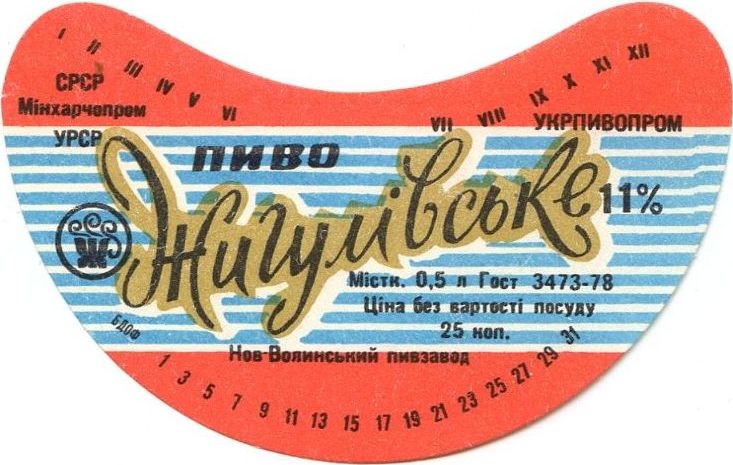 I II III IV V VI VII VIII IX X XI XII
СРСР
Мінхарчопром
УРСР
УКРПИВОПРОМ
пиво
Жигулівське 11%
Ж
Містк. 0,5 л Гост 3473-78
Ціна без вартості посуду
25 коп.
БДОФ
Нов-Волинський пивзавод
1 3 5 7 9 11 13 15 17 19 21 23 25 27 29 31